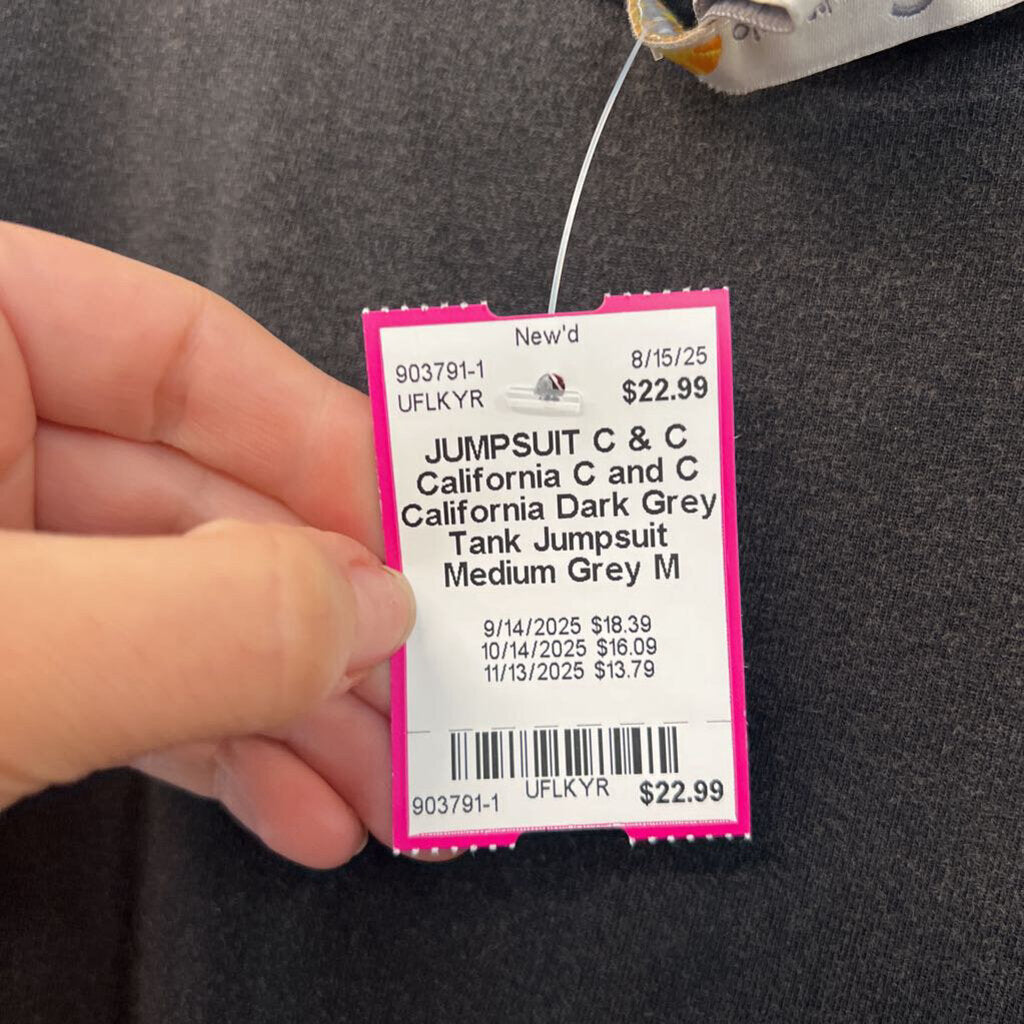 New'd
903791-1 8/15/25
UFLKYR $22.99
JUMPSUIT C & C
California C and C
California Dark Grey
Tank Jumpsuit
Medium Grey M
9/14/2025 $18.39
10/14/2025 $16.09
11/13/2025 $13.79
903791-1 UFLKYR $22.99